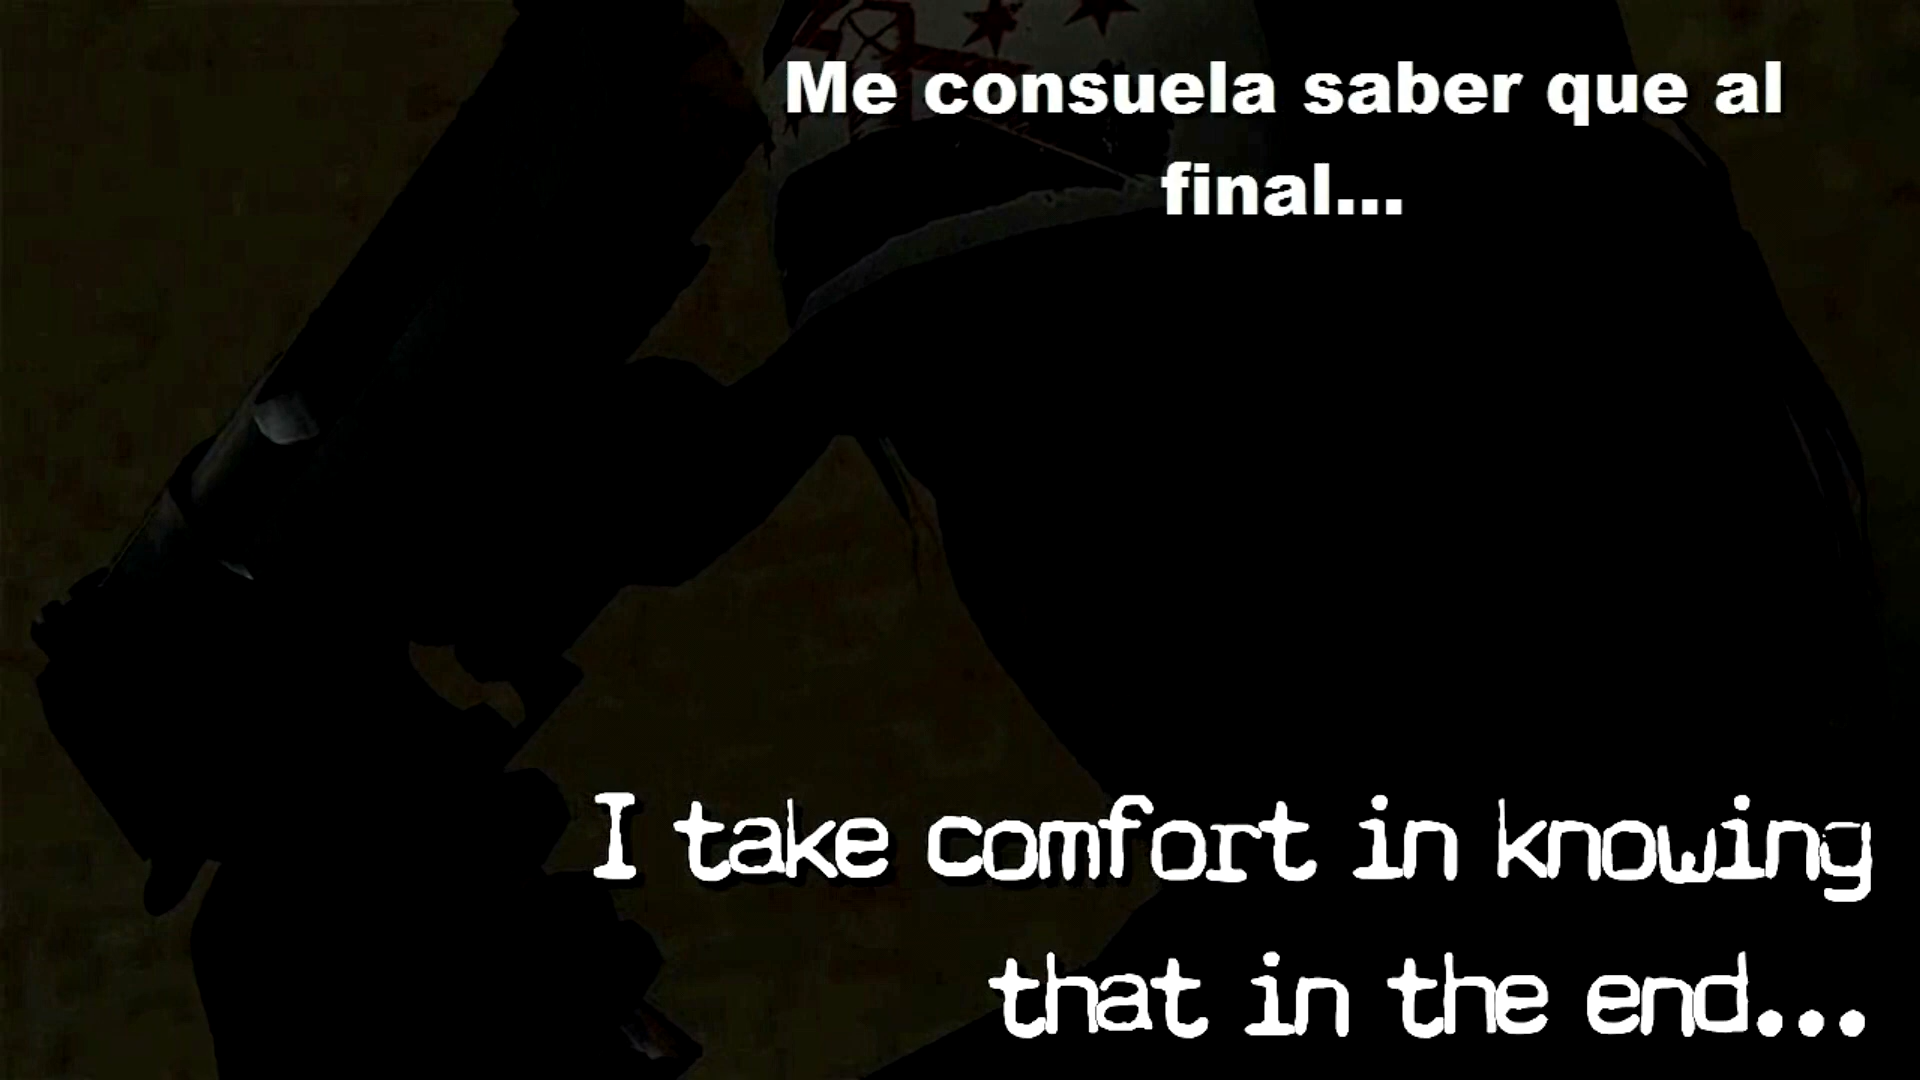 Me consuela saber que al
final...
I take comfort in knowing
that in the end...